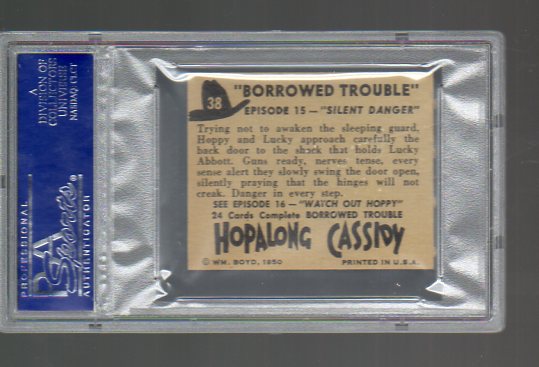 38
"BORROWED TROUBLE"
EPISODE 15 — "SILENT DANGER"
Trying not to awaken the sleeping guard,
Hoppy and Lucky approach carefully the
back door to the shack that holds Lucky
Abbott. Guns ready, nerves tense, every
sense alert they slowly swing the door open,
silently praying that the hinges will not
creak. Danger in every step.
SEE EPISODE 16 — "WATCH OUT HOPPY"
24 Cards Complete BORROWED TROUBLE
HOPALONG CASSIDY
© WM. BOYD, 1950 PRINTED IN U.S.A.
PROFESSIONAL
PSA
Sports
AUTHENTICATOR
A
DIVISION OF
COLLECTORS
UNIVERSE
NASDAQ: CLCT